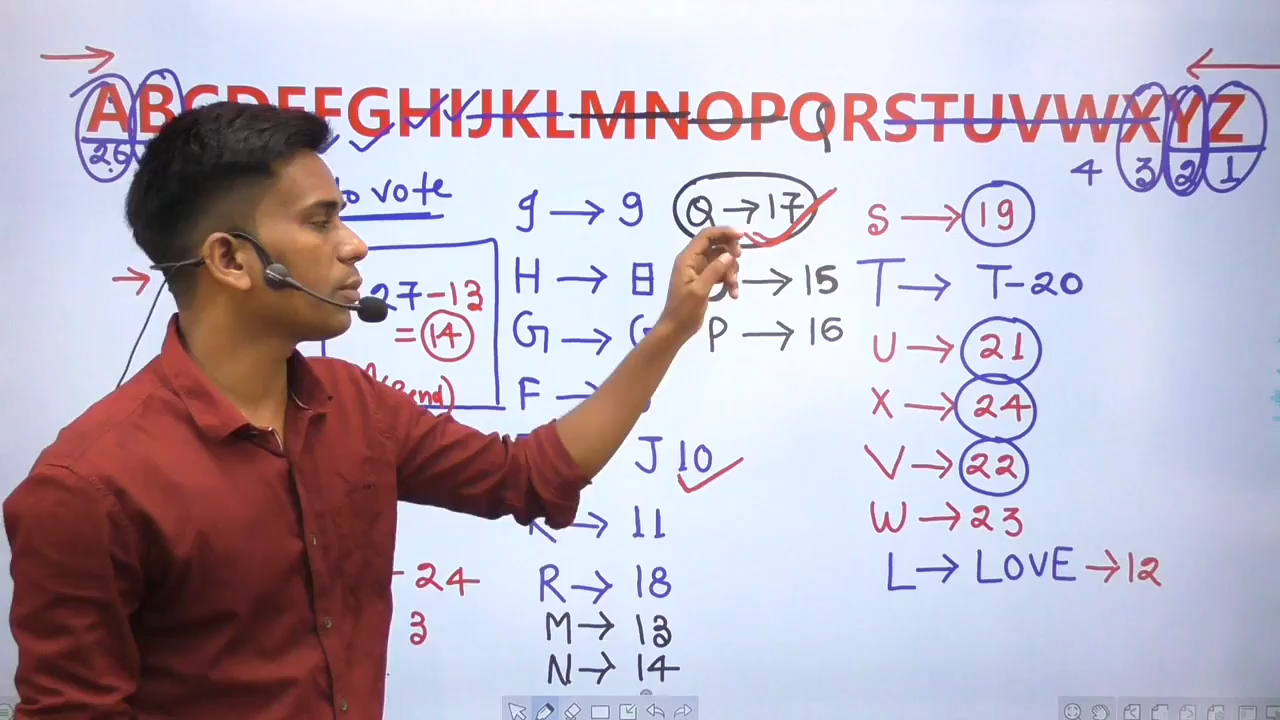 ABCDEFGHIJKLMNOPQRSTUVWXYZ
26 4 3 2 1
to vote
27-13
= 14
g → 9
H → 8
G → G
F →
J 10
K → 11
R → 18
M → 13
N → 14
Q → 17
→ 15
P → 16
S → 19
T → T-20
U → 21
X → 24
V → 22
W → 23
L → LOVE → 12
24
3